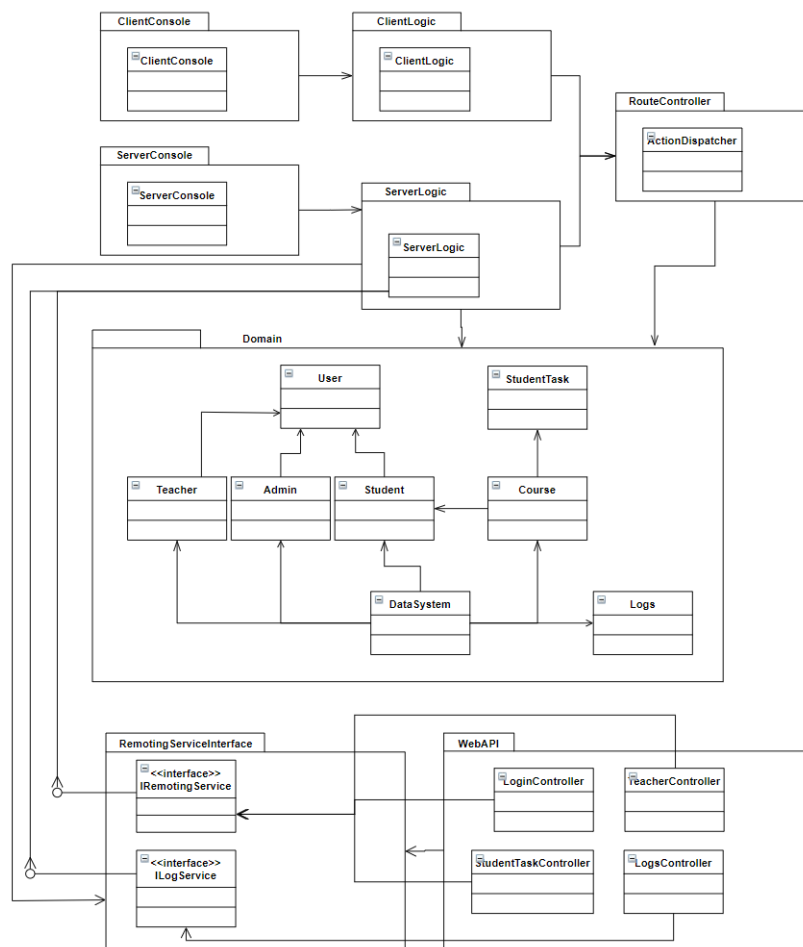 ClientConsole
ClientLogic
ClientConsole
ClientLogic
RouteController
ActionDispatcher
ServerConsole
ServerConsole
ServerLogic
ServerLogic
Domain
User
StudentTask
Teacher
Admin
Student
Course
DataSystem
Logs
RemotingServiceInterface
WebAPI
<<interface>>
IRemotingService
LoginController
TeacherController
<<interface>>
ILogService
StudentTaskController
LogsController